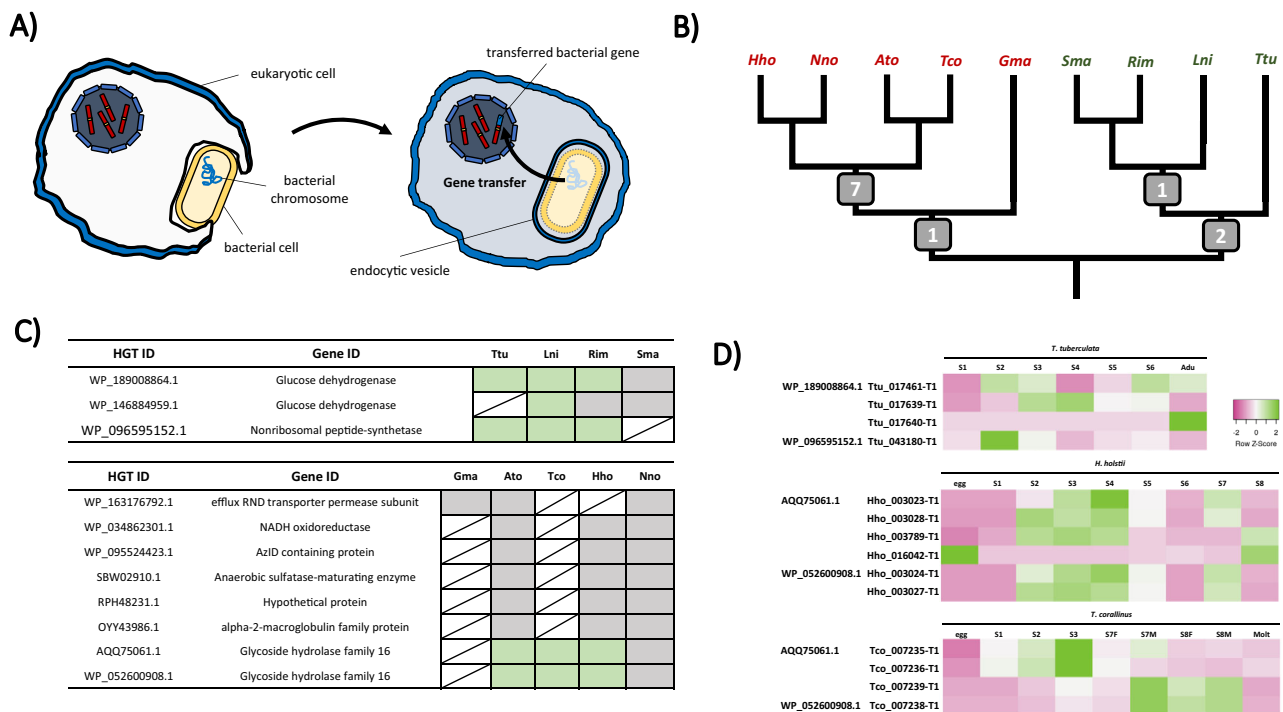 A)
eukaryotic cell
bacterial chromosome
bacterial cell
transferred bacterial gene
Gene transfer
endocytic vesicle
B)
Hho Nno Ato Tco Gma Sma Rim Lni Ttu
7
1
1
2
C)
HGT ID Gene ID Ttu Lni Rim Sma
WP_189008864.1 Glucose dehydrogenase
WP_146884959.1 Glucose dehydrogenase
WP_096595152.1 Nonribosomal peptide-synthetase
HGT ID Gene ID Gma Ato Tco Hho Nno
WP_163176792.1 efflux RND transporter permease subunit
WP_034862301.1 NADH oxidoreductase
WP_095524423.1 AzlD containing protein
SBW02910.1 Anaerobic sulfatase-maturating enzyme
RPH48231.1 Hypothetical protein
OYY43986.1 alpha-2-macroglobulin family protein
AQQ75061.1 Glycoside hydrolase family 16
WP_052600908.1 Glycoside hydrolase family 16
D)
T. tuberculata
S1 S2 S3 S4 S5 S6 Adu
WP_189008864.1 Ttu_017461-T1
Ttu_017639-T1
Ttu_017640-T1
WP_096595152.1 Ttu_043180-T1
-2 0 2
Row Z-Score
H. holstii
egg S1 S2 S3 S4 S5 S6 S7 S8
AQQ75061.1 Hho_003023-T1
Hho_003028-T1
Hho_003789-T1
Hho_016042-T1
WP_052600908.1 Hho_003024-T1
Hho_003027-T1
T. corallinus
egg S1 S2 S3 S7F S7M S8F S8M Molt
AQQ75061.1 Tco_007235-T1
Tco_007236-T1
Tco_007239-T1
WP_052600908.1 Tco_007238-T1